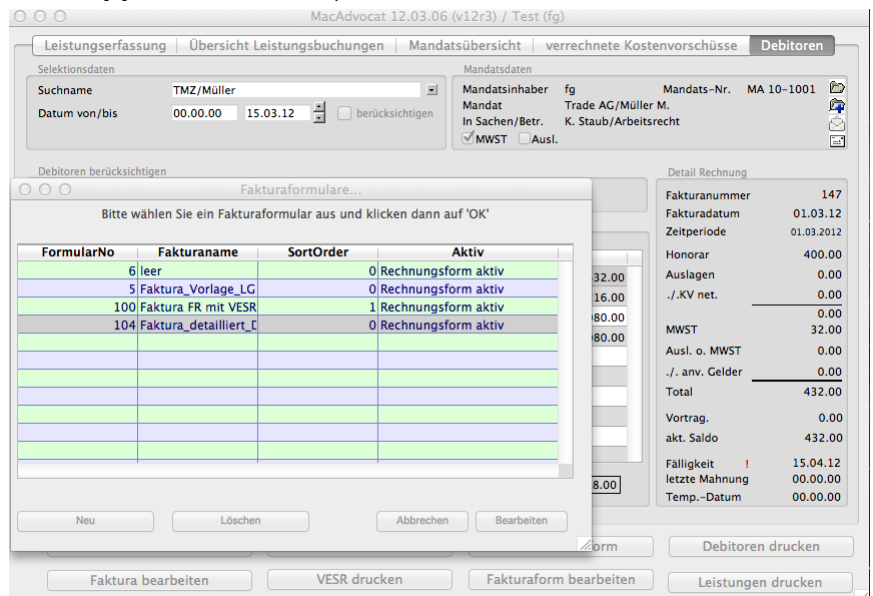 MacAdvocat 12.03.06 (v12r3) / Test (fg)
Leistungserfassung Übersicht Leistungsbuchungen Mandatsübersicht verrechnete Kostenvorschüsse Debitoren
Selektionsdaten
Suchname TMZ/Müller
Datum von/bis 00.00.00 15.03.12 berücksichtigen
Mandatsdaten
Mandatsinhaber fg Mandats-Nr. MA 10-1001
Mandat Trade AG/Müller M.
In Sachen/Betr. K. Staub/Arbeitsrecht
MWST Ausl.
Debitoren berücksichtigen
Fakturaformulare...
Bitte wählen Sie ein Fakturaformular aus und klicken dann auf 'OK'
FormularNo Fakturaname SortOrder Aktiv
6 leer 0 Rechnungsform aktiv
5 Faktura_Vorlage_LG 0 Rechnungsform aktiv
100 Faktura FR mit VESR 1 Rechnungsform aktiv
104 Faktura_detailliert_D 0 Rechnungsform aktiv
Neu Löschen Abbrechen Bearbeiten
32.00
16.00
80.00
80.00
8.00
Detail Rechnung
Fakturanummer 147
Fakturadatum 01.03.12
Zeitperiode 01.03.2012
Honorar 400.00
Auslagen 0.00
./.KV net. 0.00
0.00
MWST 32.00
Ausl. o. MWST 0.00
./. anv. Gelder 0.00
Total 432.00
Vortrag. 0.00
akt. Saldo 432.00
Fälligkeit ! 15.04.12
letzte Mahnung 00.00.00
Temp.-Datum 00.00.00
form Debitoren drucken
Faktura bearbeiten VESR drucken Fakturaform bearbeiten Leistungen drucken